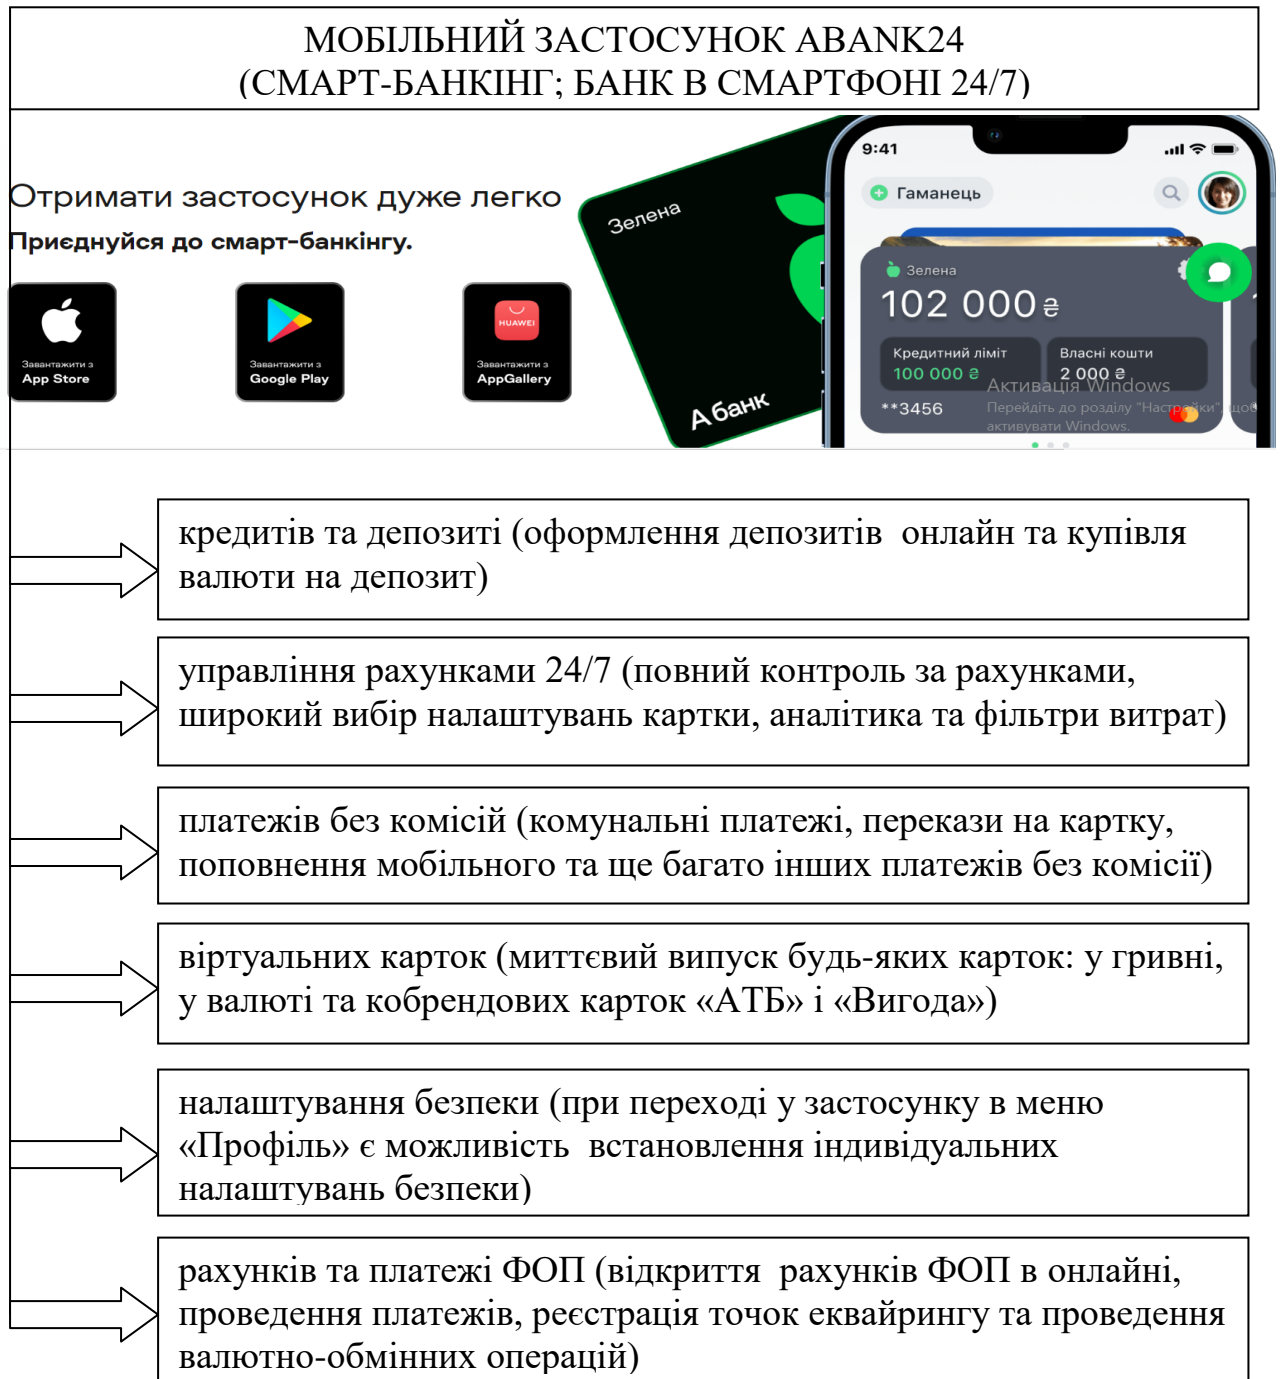 МОБІЛЬНИЙ ЗАСТОСУНОК ABANK24
(СМАРТ-БАНКІНГ; БАНК В СМАРТФОНІ 24/7)
Отримати застосунок дуже легко
Приєднуйся до смарт-банкінгу.
Завантажити з
App Store
Завантажити з
Google Play
HUAWEI
Завантажити з
AppGallery
Зелена
А банк
9:41
Гаманець
Зелена
102 000 ₴
Кредитний ліміт
100 000 ₴
Власні кошти
2 000 ₴
**3456
Активація Windows
Перейдіть до розділу "Настройки", щоб
активувати Windows.
кредитів та депозиті (оформлення депозитів онлайн та купівля
валюти на депозит)
управління рахунками 24/7 (повний контроль за рахунками,
широкий вибір налаштувань картки, аналітика та фільтри витрат)
платежів без комісій (комунальні платежі, перекази на картку,
поповнення мобільного та ще багато інших платежів без комісії)
віртуальних карток (миттєвий випуск будь-яких карток: у гривні,
у валюті та кобрендових карток «АТБ» і «Вигода»)
налаштування безпеки (при переході у застосунку в меню
«Профіль» є можливість встановлення індивідуальних
налаштувань безпеки)
рахунків та платежі ФОП (відкриття рахунків ФОП в онлайні,
проведення платежів, реєстрація точок еквайрингу та проведення
валютно-обмінних операцій)